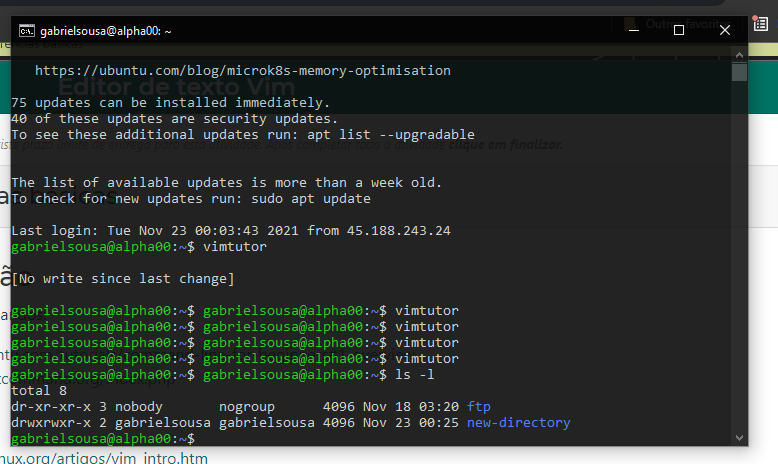 gabrielsousa@alpha00: ~
Outros favoritos
https://ubuntu.com/blog/microk8s-memory-optimisation
Editor de texto Vim
75 updates can be installed immediately.
40 of these updates are security updates.
To see these additional updates run: apt list --upgradable
clique em finalizar.
The list of available updates is more than a week old.
To check for new updates run: sudo apt update
Last login: Tue Nov 23 00:03:43 2021 from 45.188.243.24
gabrielsousa@alpha00:~$ vimtutor
[No write since last change]
gabrielsousa@alpha00:~$ gabrielsousa@alpha00:~$ vimtutor
gabrielsousa@alpha00:~$ gabrielsousa@alpha00:~$ vimtutor
gabrielsousa@alpha00:~$ gabrielsousa@alpha00:~$ vimtutor
gabrielsousa@alpha00:~$ gabrielsousa@alpha00:~$ vimtutor
gabrielsousa@alpha00:~$ gabrielsousa@alpha00:~$ ls -l
total 8
dr-xr-xr-x 3 nobody nogroup 4096 Nov 18 03:20 ftp
drwxrwxr-x 2 gabrielsousa gabrielsousa 4096 Nov 23 00:25 new-directory
gabrielsousa@alpha00:~$
nux.org/artigos/vim_intro.htm